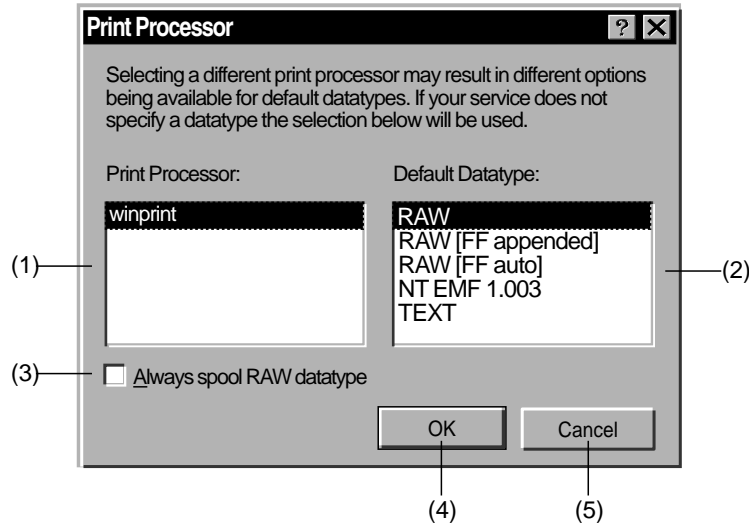 Print Processor
Selecting a different print processor may result in different options
being available for default datatypes. If your service does not
specify a datatype the selection below will be used.
Print Processor:
Default Datatype:
winprint
RAW
RAW [FF appended]
RAW [FF auto]
NT EMF 1.003
TEXT
(1)
(2)
(3)
Always spool RAW datatype
OK
Cancel
(4)
(5)